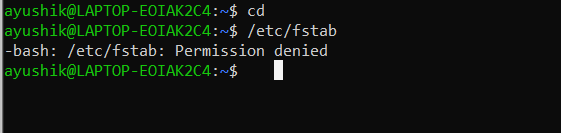 ayushik@LAPTOP-EOIAK2C4:~$ cd
ayushik@LAPTOP-EOIAK2C4:~$ /etc/fstab
-bash: /etc/fstab: Permission denied
ayushik@LAPTOP-EOIAK2C4:~$